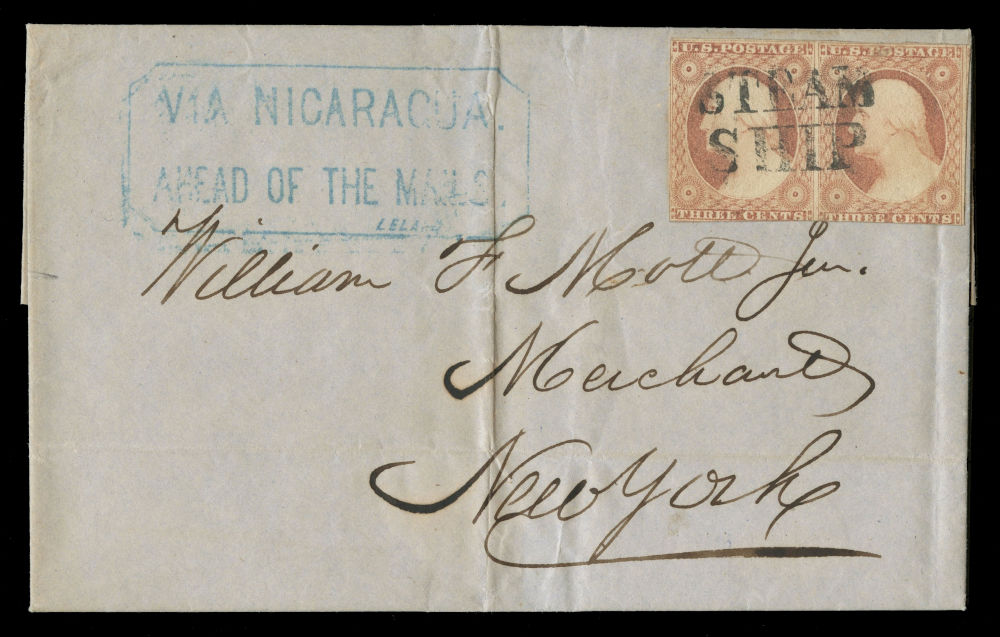 VIA NICARAGUA.
AHEAD OF THE MAILS.
U.S. POSTAGE U.S. POSTAGE
STEAM
SHIP
THREE CENTS THREE CENTS
William F Mott Jun.
Merchant
New York